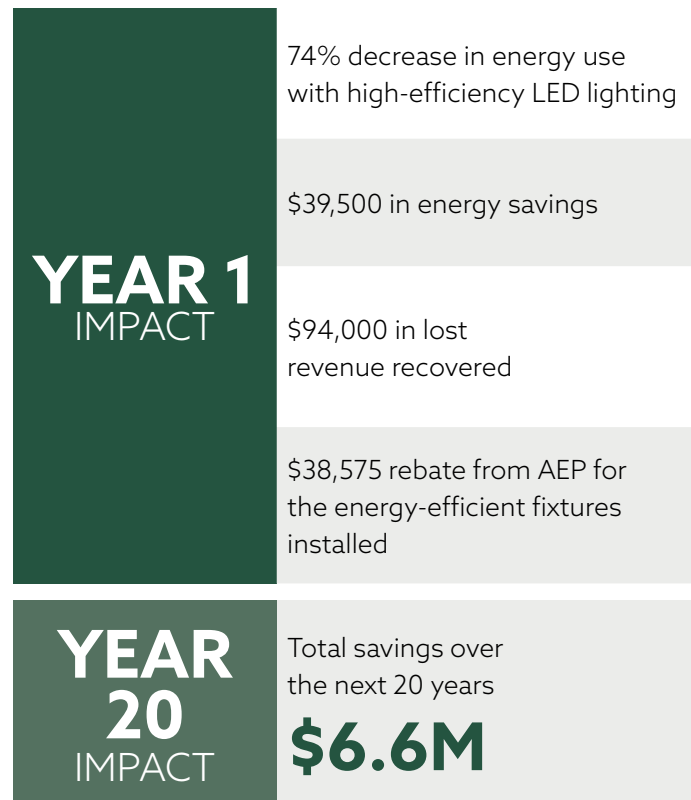 YEAR 1
IMPACT
74% decrease in energy use
with high-efficiency LED lighting
$39,500 in energy savings
$94,000 in lost
revenue recovered
$38,575 rebate from AEP for
the energy-efficient fixtures
installed
YEAR
20
IMPACT
Total savings over
the next 20 years
$6.6M